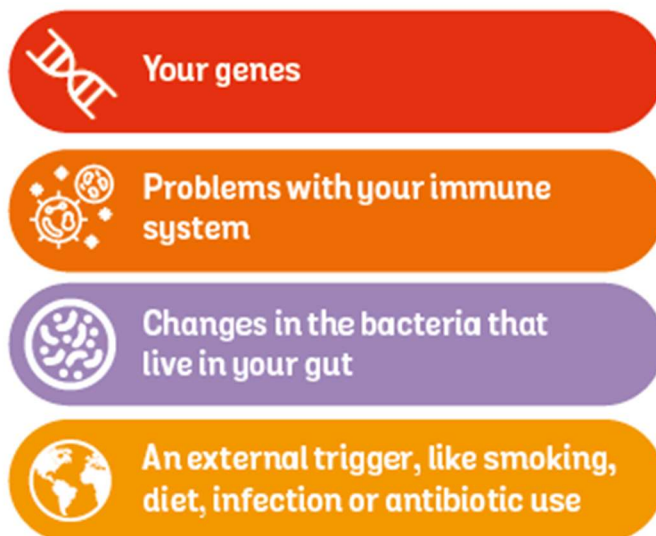 Your genes
Problems with your immune
system
Changes in the bacteria that
live in your gut
An external trigger, like smoking,
diet, infection or antibiotic use